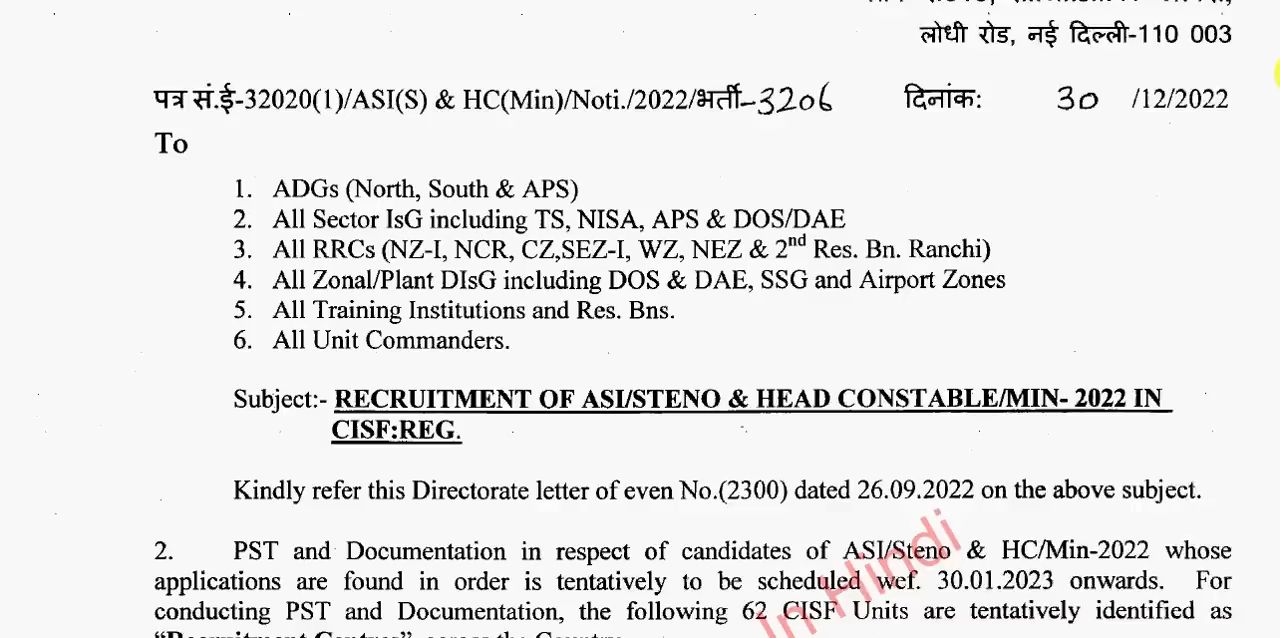 लोधी रोड, नई दिल्ली-110 003
पत्र सं.ई-32020(1)/ASI(S) & HC(Min)/Noti./2022/भर्ती-3206 दिनांक: 30 /12/2022
To
1. ADGs (North, South & APS)
2. All Sector IsG including TS, NISA, APS & DOS/DAE
3. All RRCs (NZ-I, NCR, CZ,SEZ-I, WZ, NEZ & 2nd Res. Bn. Ranchi)
4. All Zonal/Plant DIsG including DOS & DAE, SSG and Airport Zones
5. All Training Institutions and Res. Bns.
6. All Unit Commanders.
Subject:- RECRUITMENT OF ASI/STENO & HEAD CONSTABLE/MIN- 2022 IN
CISF:REG.
Kindly refer this Directorate letter of even No.(2300) dated 26.09.2022 on the above subject.
2. PST and Documentation in respect of candidates of ASI/Steno & HC/Min-2022 whose
applications are found in order is tentatively to be scheduled wef. 30.01.2023 onwards. For
conducting PST and Documentation, the following 62 CISF Units are tentatively identified as
"Recruitment Centres", across the Country
In Hindi